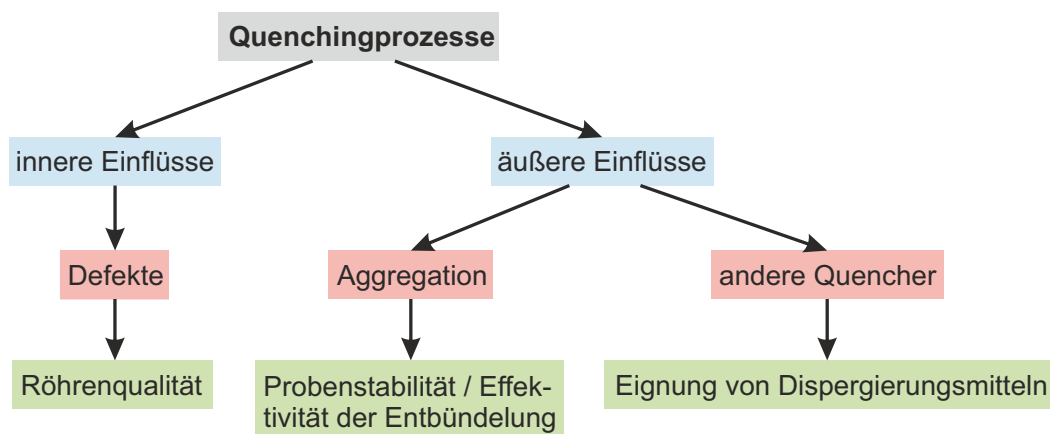 Quenchingprozesse
innere Einflüsse
äußere Einflüsse
Defekte
Aggregation
andere Quencher
Röhrenqualität
Probenstabilität / Effek-
tivität der Entbündelung
Eignung von Dispergierungsmitteln